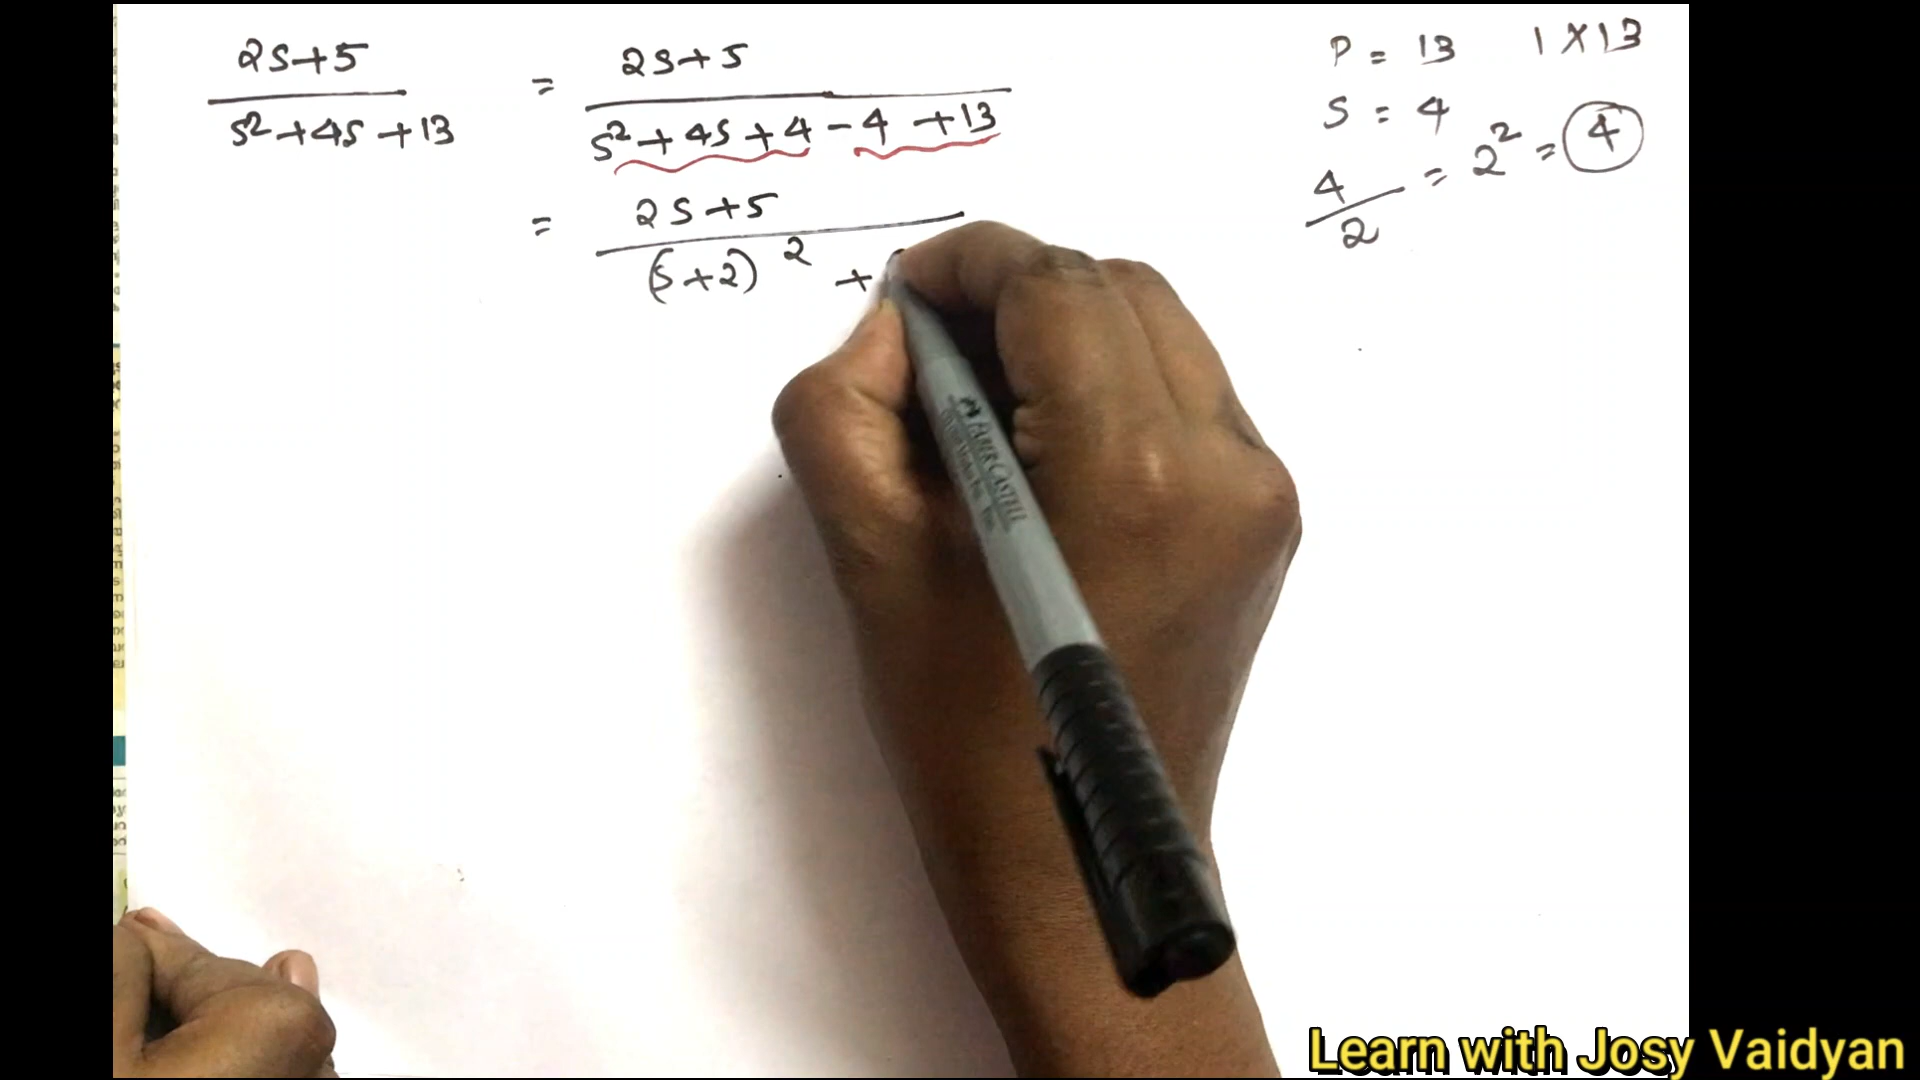 2s+5 = 2s+5
s²+4s+13 s²+4s+4-4+13
= 2s+5
(s+2)² +
P = 13 1×13
S = 4
4/2 = 2² = 4
FABER CASTELL
Learn with Josy Vaidyan